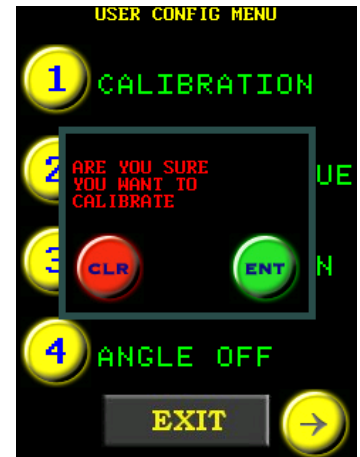 USER CONFIG MENU
1 CALIBRATION
2 UE
ARE YOU SURE
YOU WANT TO
CALIBRATE
3 N
CLR ENT
4 ANGLE OFF
EXIT